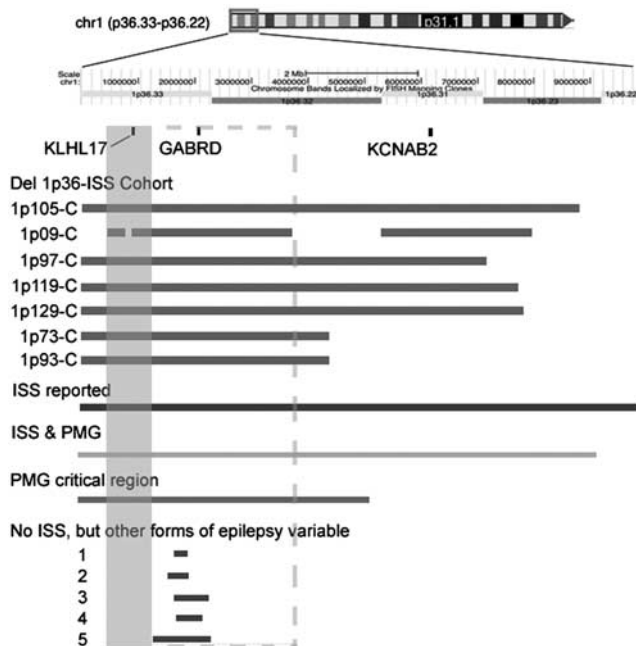 chr1 (p36.33-p36.22)
p31.1
Scale
2 Mb
chr1:
1000000 2000000 3000000 4000000 5000000 6000000 7000000 8000000 9000000
Chromosome Bands Localized by FISH Mapping Clones
1p36.33 1p36.32 1p36.31 1p36.23 1p36.22
KLHL17 GABRD KCNAB2
Del 1p36-ISS Cohort
1p105-C
1p09-C
1p97-C
1p119-C
1p129-C
1p73-C
1p93-C
ISS reported
ISS & PMG
PMG critical region
No ISS, but other forms of epilepsy variable
1
2
3
4
5